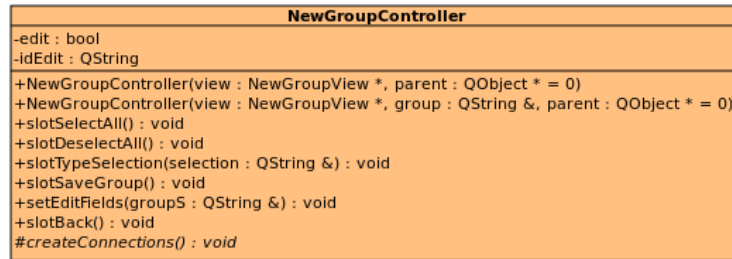 NewGroupController
-edit : bool
-idEdit : QString
+NewGroupController(view : NewGroupView *, parent : QObject * = 0)
+NewGroupController(view : NewGroupView *, group : QString &, parent : QObject * = 0)
+slotSelectAll() : void
+slotDeselectAll() : void
+slotTypeSelection(selection : QString &) : void
+slotSaveGroup() : void
+setEditFields(groupS : QString &) : void
+slotBack() : void
#createConnections() : void